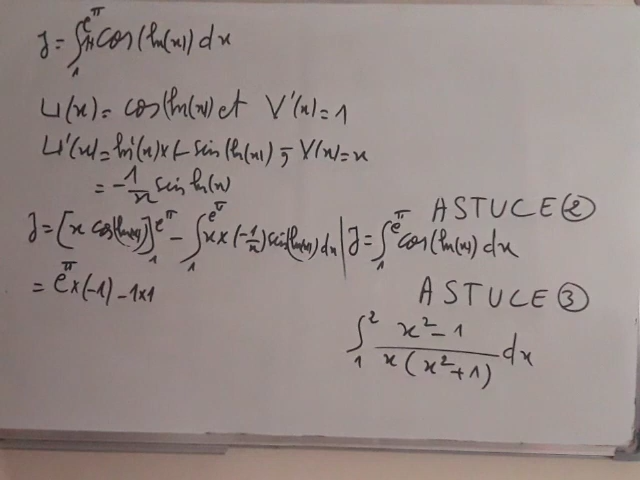 J = ∫₁^{e^π} cos(ln(x)) dx
U(x) = cos(ln(x)) et V'(x) = 1
U'(x) = ln'(x) × (- sin(ln(x)) ; V(x) = x
= -1/x sin ln(x)
J = [x cos(ln(x))]₁^{e^π} - ∫₁^{e^π} x × (-1/x) sin(ln(x)) dx
= e^π × (-1) - 1×1
ASTUCE ②
J = ∫₁^{e^π} cos(ln(x)) dx
ASTUCE ③
∫₁² (x² - 1)/(x(x² + 1)) dx